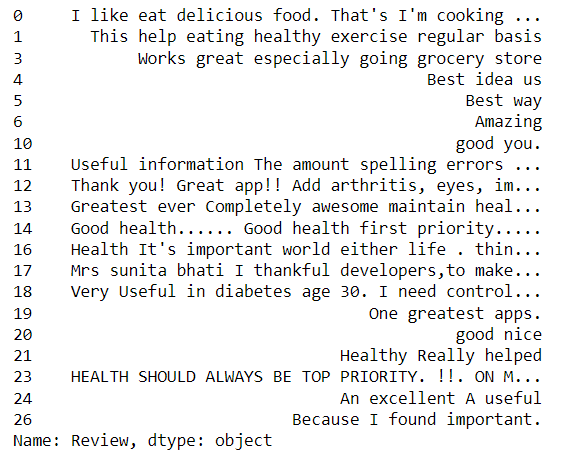 0 I like eat delicious food. That's I'm cooking ...
1 This help eating healthy exercise regular basis
3 Works great especially going grocery store
4 Best idea us
5 Best way
6 Amazing
10 good you.
11 Useful information The amount spelling errors ...
12 Thank you! Great app!! Add arthritis, eyes, im...
13 Greatest ever Completely awesome maintain heal...
14 Good health...... Good health first priority.....
16 Health It's important world either life . thin...
17 Mrs sunita bhati I thankful developers,to make...
18 Very Useful in diabetes age 30. I need control...
19 One greatest apps.
20 good nice
21 Healthy Really helped
23 HEALTH SHOULD ALWAYS BE TOP PRIORITY. !!. ON M...
24 An excellent A useful
26 Because I found important.
Name: Review, dtype: object